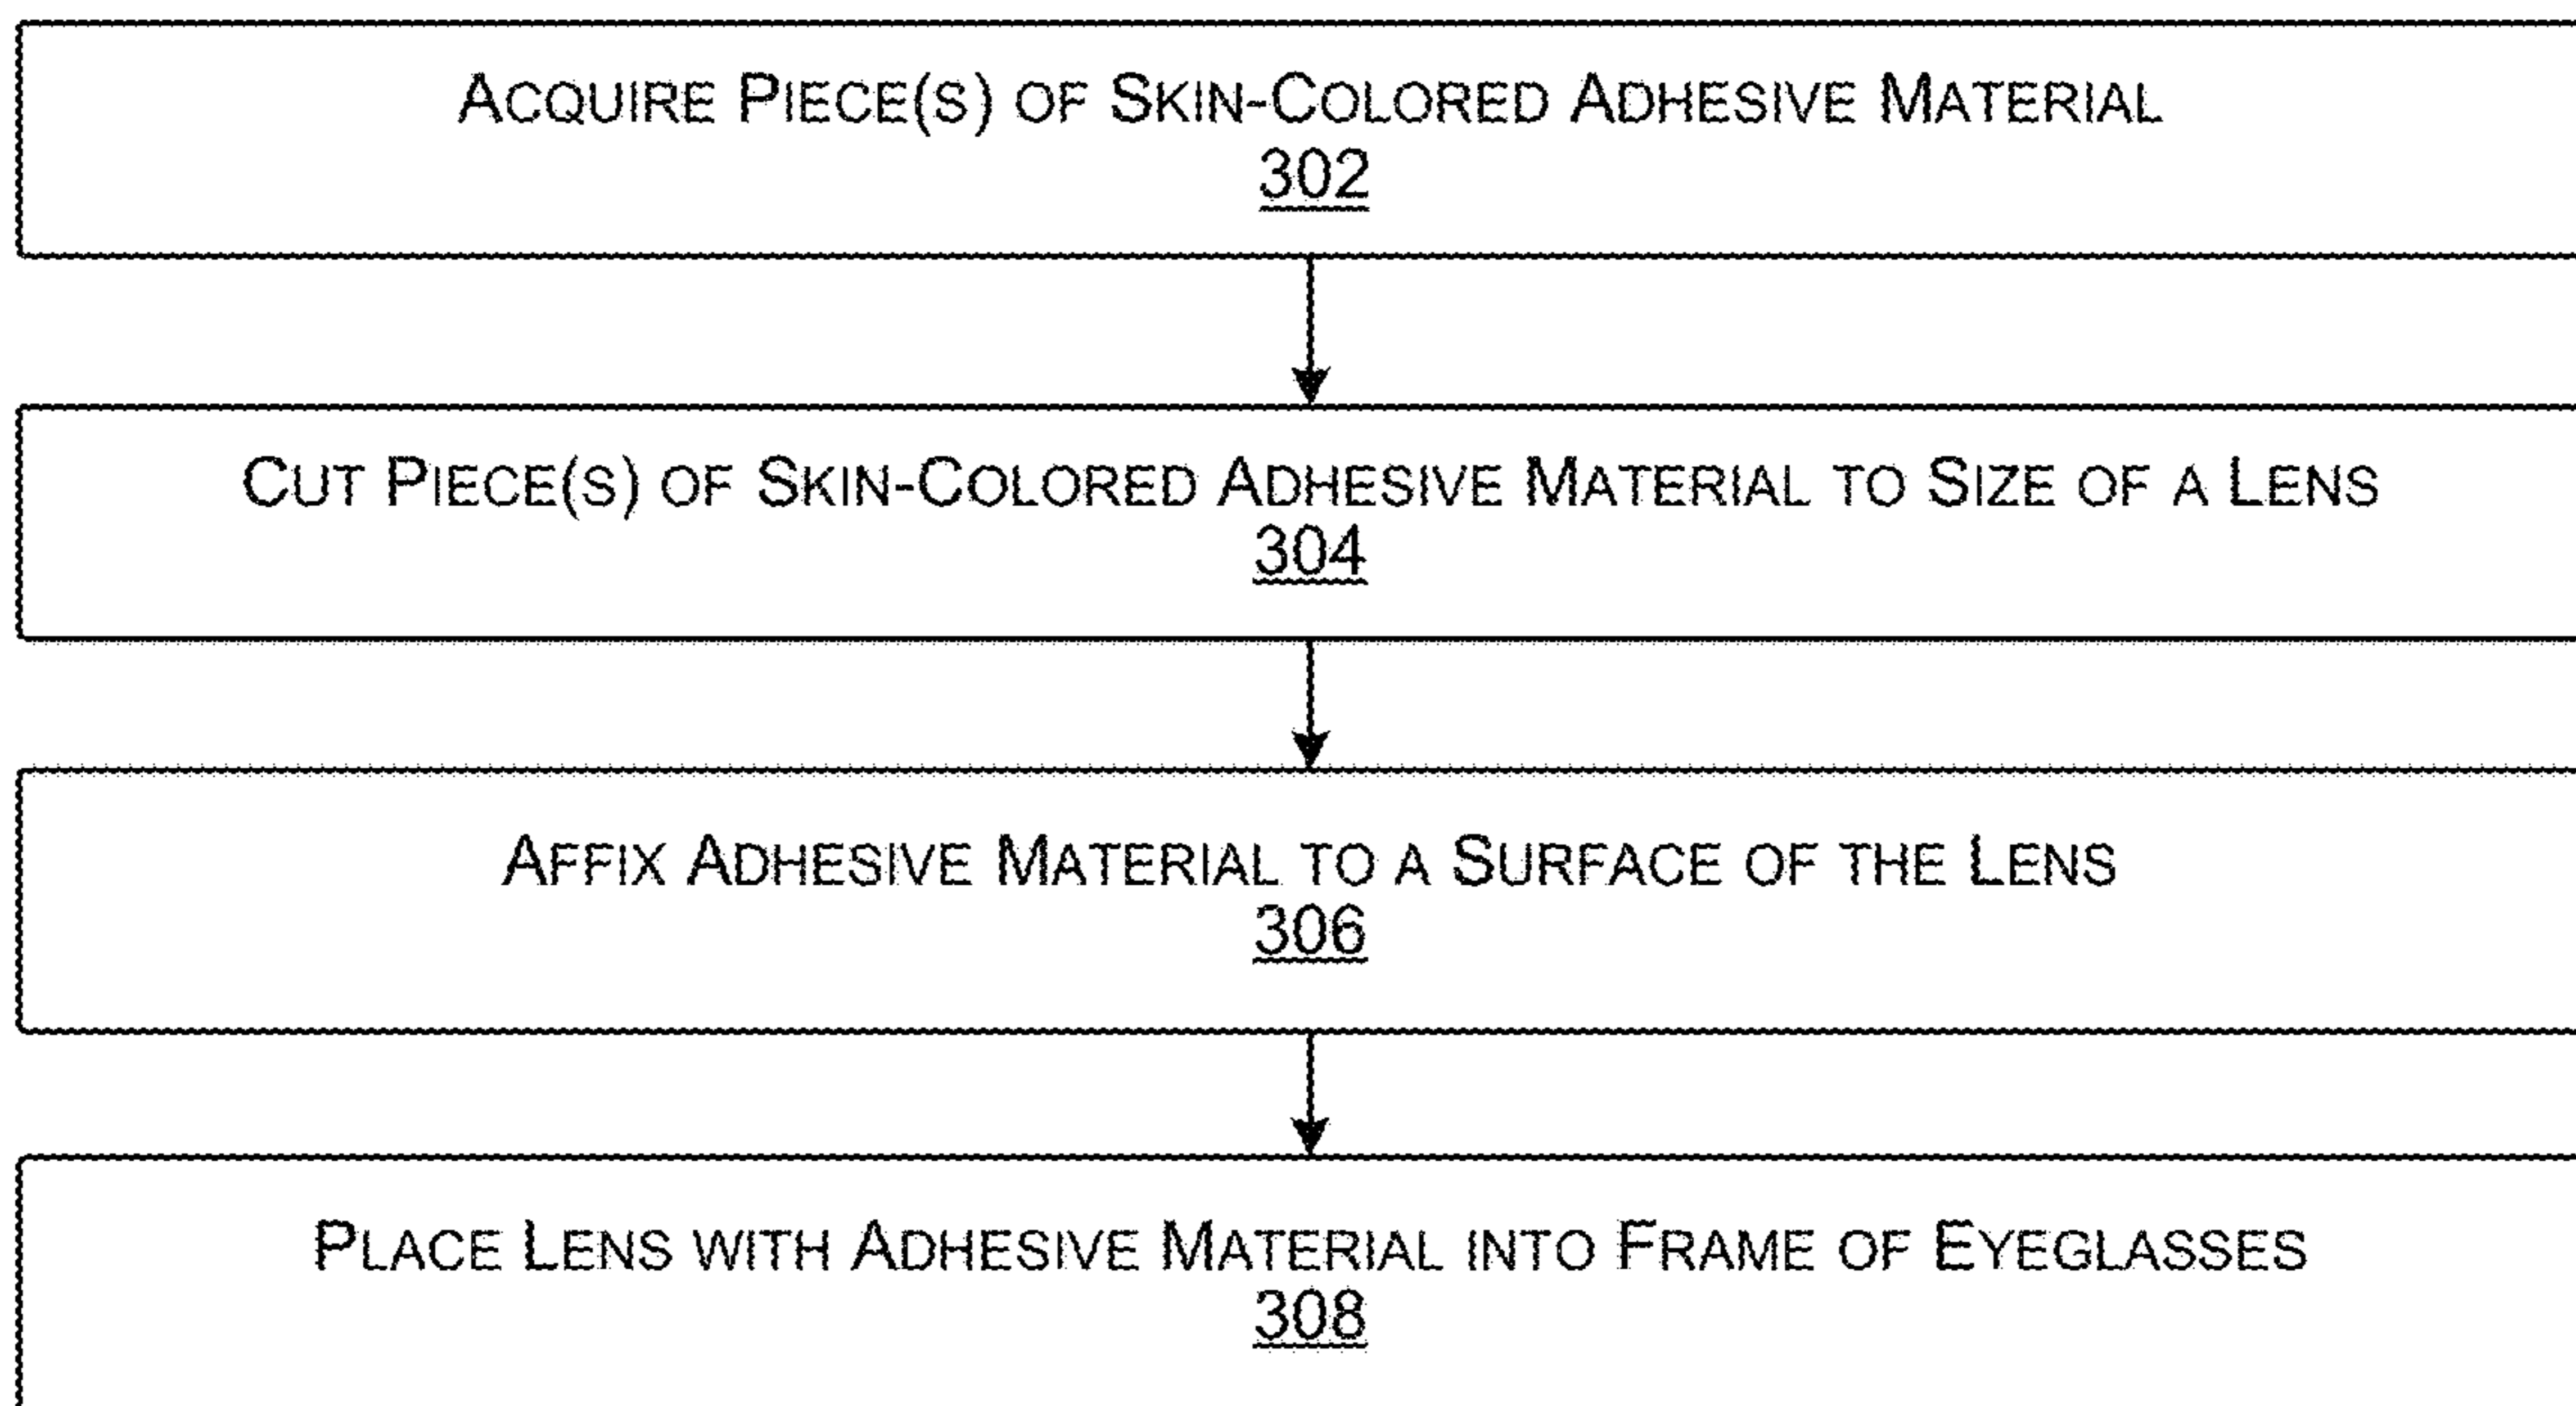 ACQUIRE PIECE(S) OF SKIN-COLORED ADHESIVE MATERIAL
302
CUT PIECE(S) OF SKIN-COLORED ADHESIVE MATERIAL TO SIZE OF A LENS
304
AFFIX ADHESIVE MATERIAL TO A SURFACE OF THE LENS
306
PLACE LENS WITH ADHESIVE MATERIAL INTO FRAME OF EYEGLASSES
308